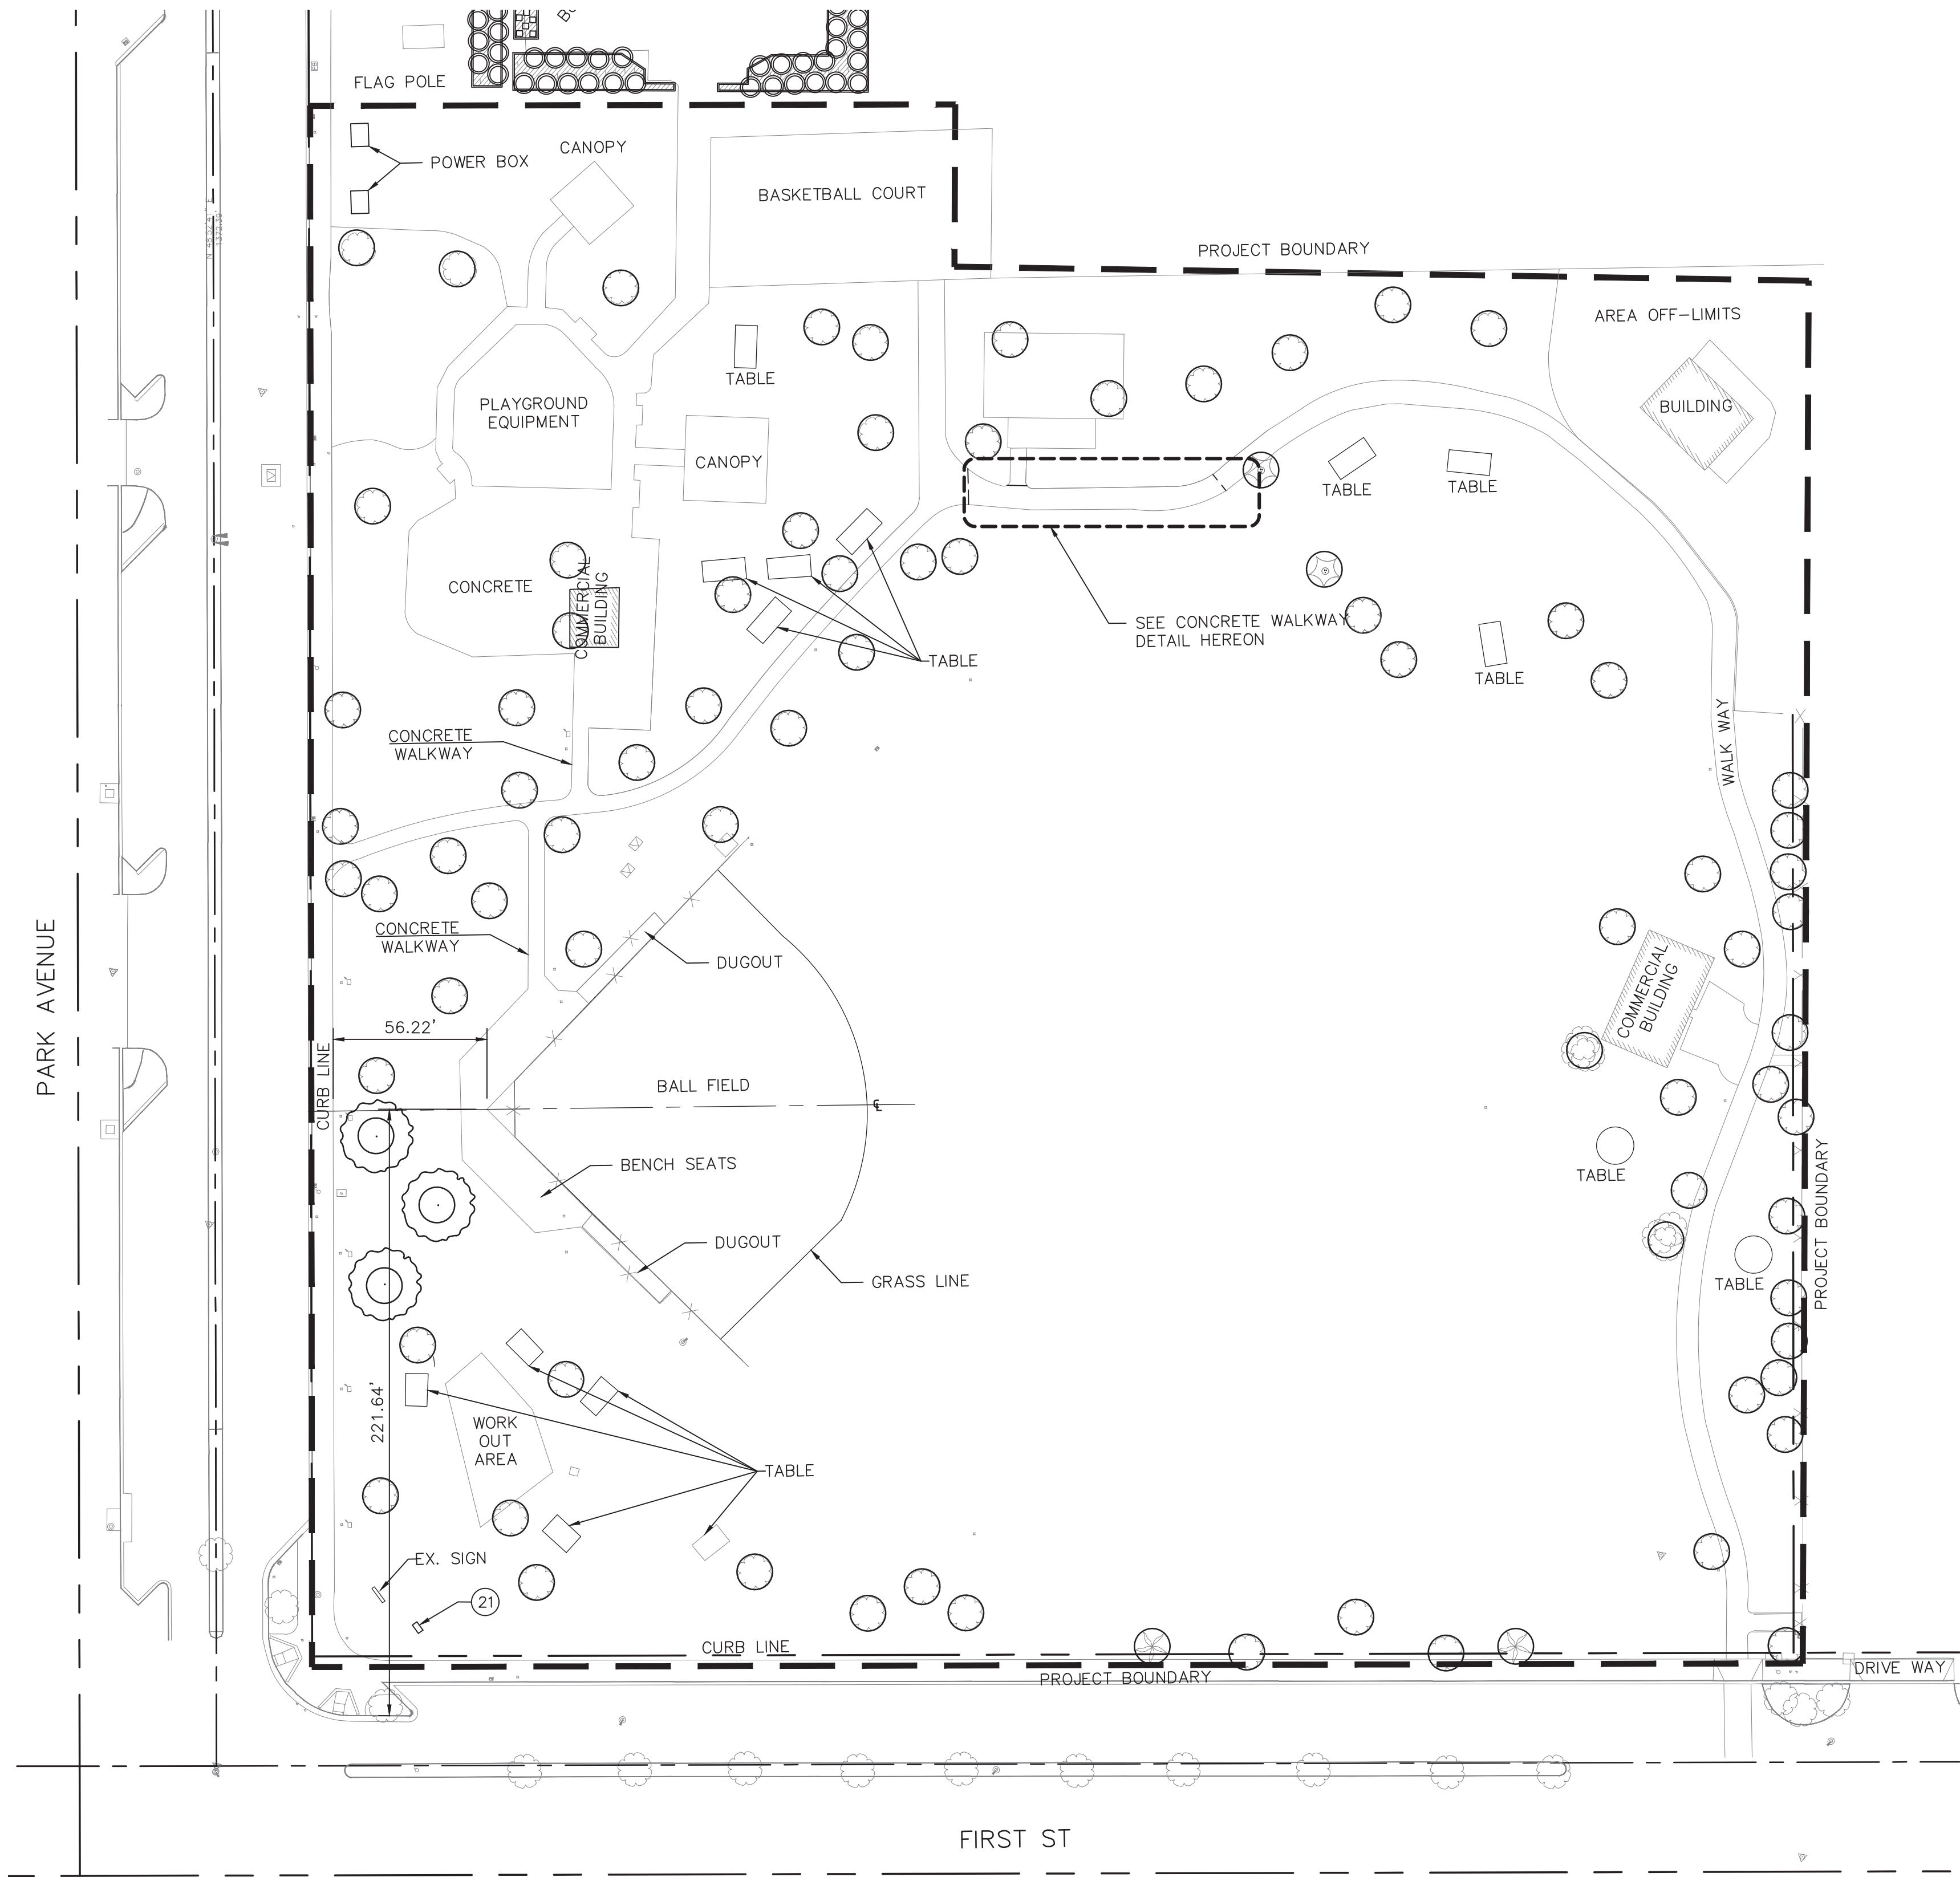 FLAG POLE
CANOPY
POWER BOX
BASKETBALL COURT
PROJECT BOUNDARY
AREA OFF-LIMITS
TABLE
PLAYGROUND
EQUIPMENT
BUILDING
CANOPY
TABLE
TABLE
CONCRETE
COMMERCIAL
BUILDING
SEE CONCRETE WALKWAY
DETAIL HEREON
TABLE
TABLE
CONCRETE
WALKWAY
WALK WAY
CONCRETE
WALKWAY
DUGOUT
PARK AVENUE
COMMERCIAL
BUILDING
56.22'
CURB LINE
BALL FIELD
BENCH SEATS
TABLE
PROJECT BOUNDARY
DUGOUT
GRASS LINE
TABLE
221.64'
WORK
OUT
AREA
TABLE
EX. SIGN
21
CURB LINE
PROJECT BOUNDARY
DRIVE WAY
FIRST ST